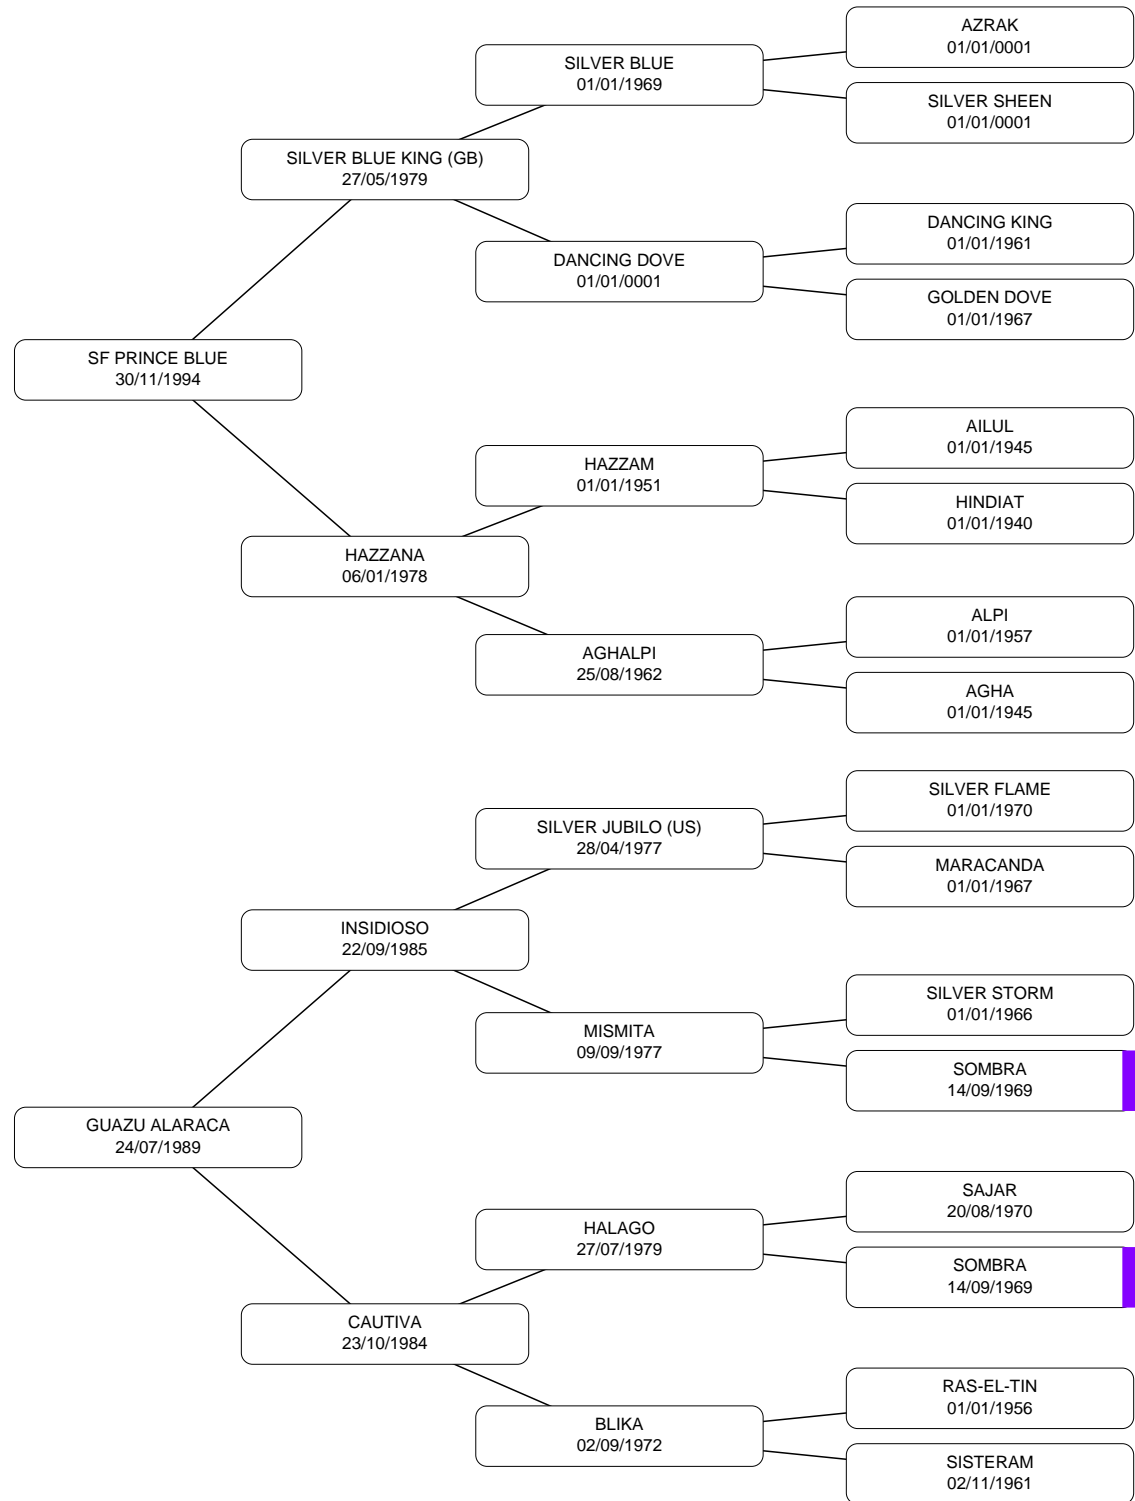 AZRAK
01/01/0001
SILVER BLUE
01/01/1969
SILVER SHEEN
01/01/0001
SILVER BLUE KING (GB)
27/05/1979
DANCING KING
01/01/1961
DANCING DOVE
01/01/0001
GOLDEN DOVE
01/01/1967
SF PRINCE BLUE
30/11/1994
AILUL
01/01/1945
HAZZAM
01/01/1951
HINDIAT
01/01/1940
HAZZANA
06/01/1978
ALPI
01/01/1957
AGHALPI
25/08/1962
AGHA
01/01/1945
SILVER FLAME
01/01/1970
SILVER JUBILO (US)
28/04/1977
MARACANDA
01/01/1967
INSIDIOSO
22/09/1985
SILVER STORM
01/01/1966
MISMITA
09/09/1977
SOMBRA
14/09/1969
GUAZU ALARACA
24/07/1989
SAJAR
20/08/1970
HALAGO
27/07/1979
SOMBRA
14/09/1969
CAUTIVA
23/10/1984
RAS-EL-TIN
01/01/1956
BLIKA
02/09/1972
SISTERAM
02/11/1961